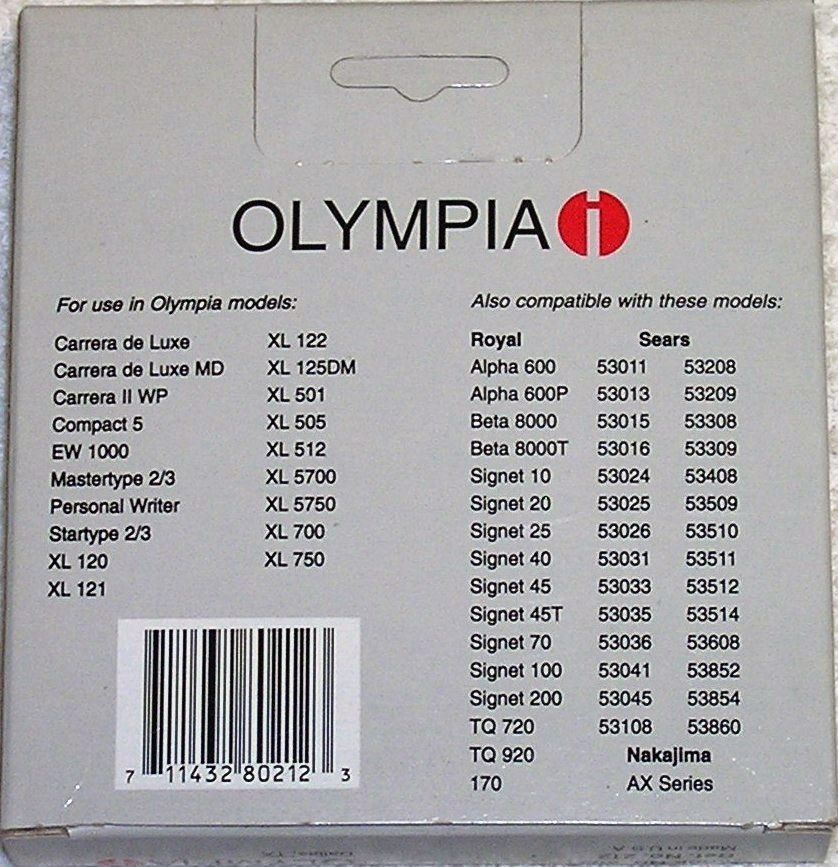 OLYMPIA
For use in Olympia models:
Carrera de Luxe
Carrera de Luxe MD
Carrera II WP
Compact 5
EW 1000
Mastertype 2/3
Personal Writer
Startype 2/3
XL 120
XL 121
XL 122
XL 125DM
XL 501
XL 505
XL 512
XL 5700
XL 5750
XL 700
XL 750
Also compatible with these models:
Royal
Alpha 600
Alpha 600P
Beta 8000
Beta 8000T
Signet 10
Signet 20
Signet 25
Signet 40
Signet 45
Signet 45T
Signet 70
Signet 100
Signet 200
TQ 720
TQ 920
170
Sears
53011 53208
53013 53209
53015 53308
53016 53309
53024 53408
53025 53509
53026 53510
53031 53511
53033 53512
53035 53514
53036 53608
53041 53852
53045 53854
53108 53860
Nakajima
AX Series
7 11432 80212 3
Dallas, TX
Made in U.S.A.